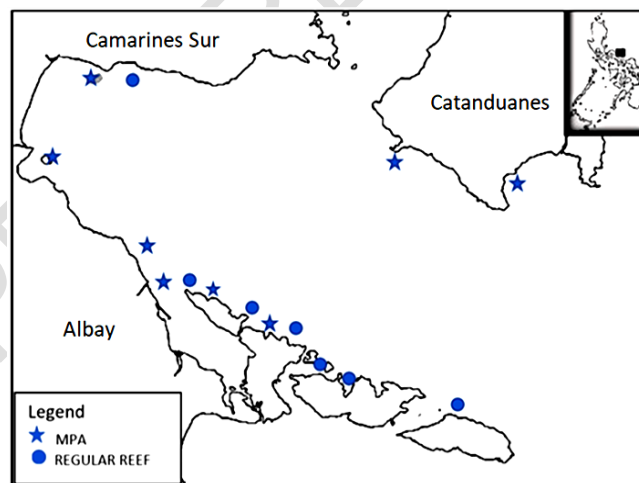 Camarines Sur
Catanduanes
Albay
Legend
MPA
REGULAR REEF